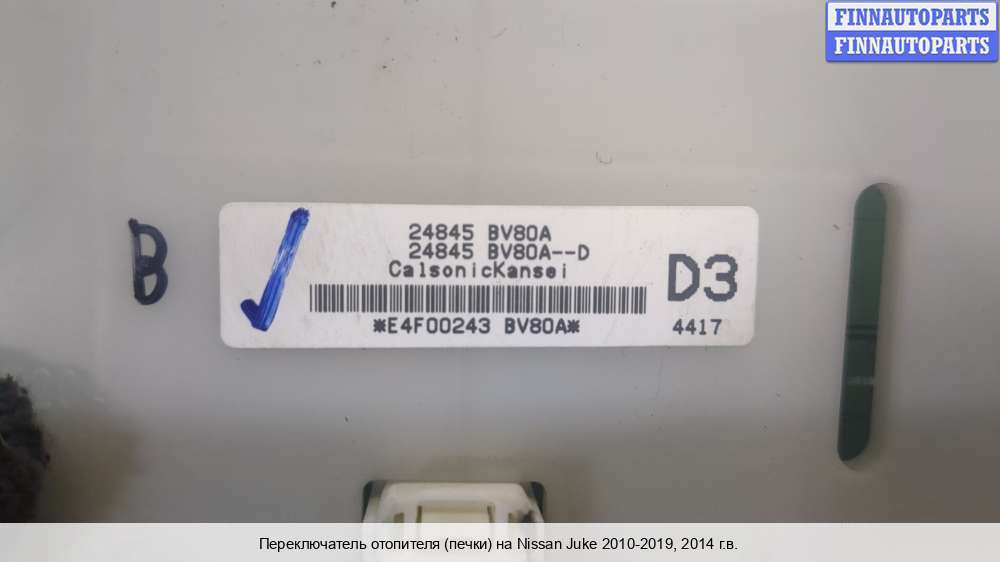 FINNAUTOPARTS
FINNAUTOPARTS
B
24845 BV80A
24845 BV80A--D
CalsonicKansei
D3
*E4F00243 BV80A*
4417
Переключатель отопителя (печки) на Nissan Juke 2010-2019, 2014 г.в.